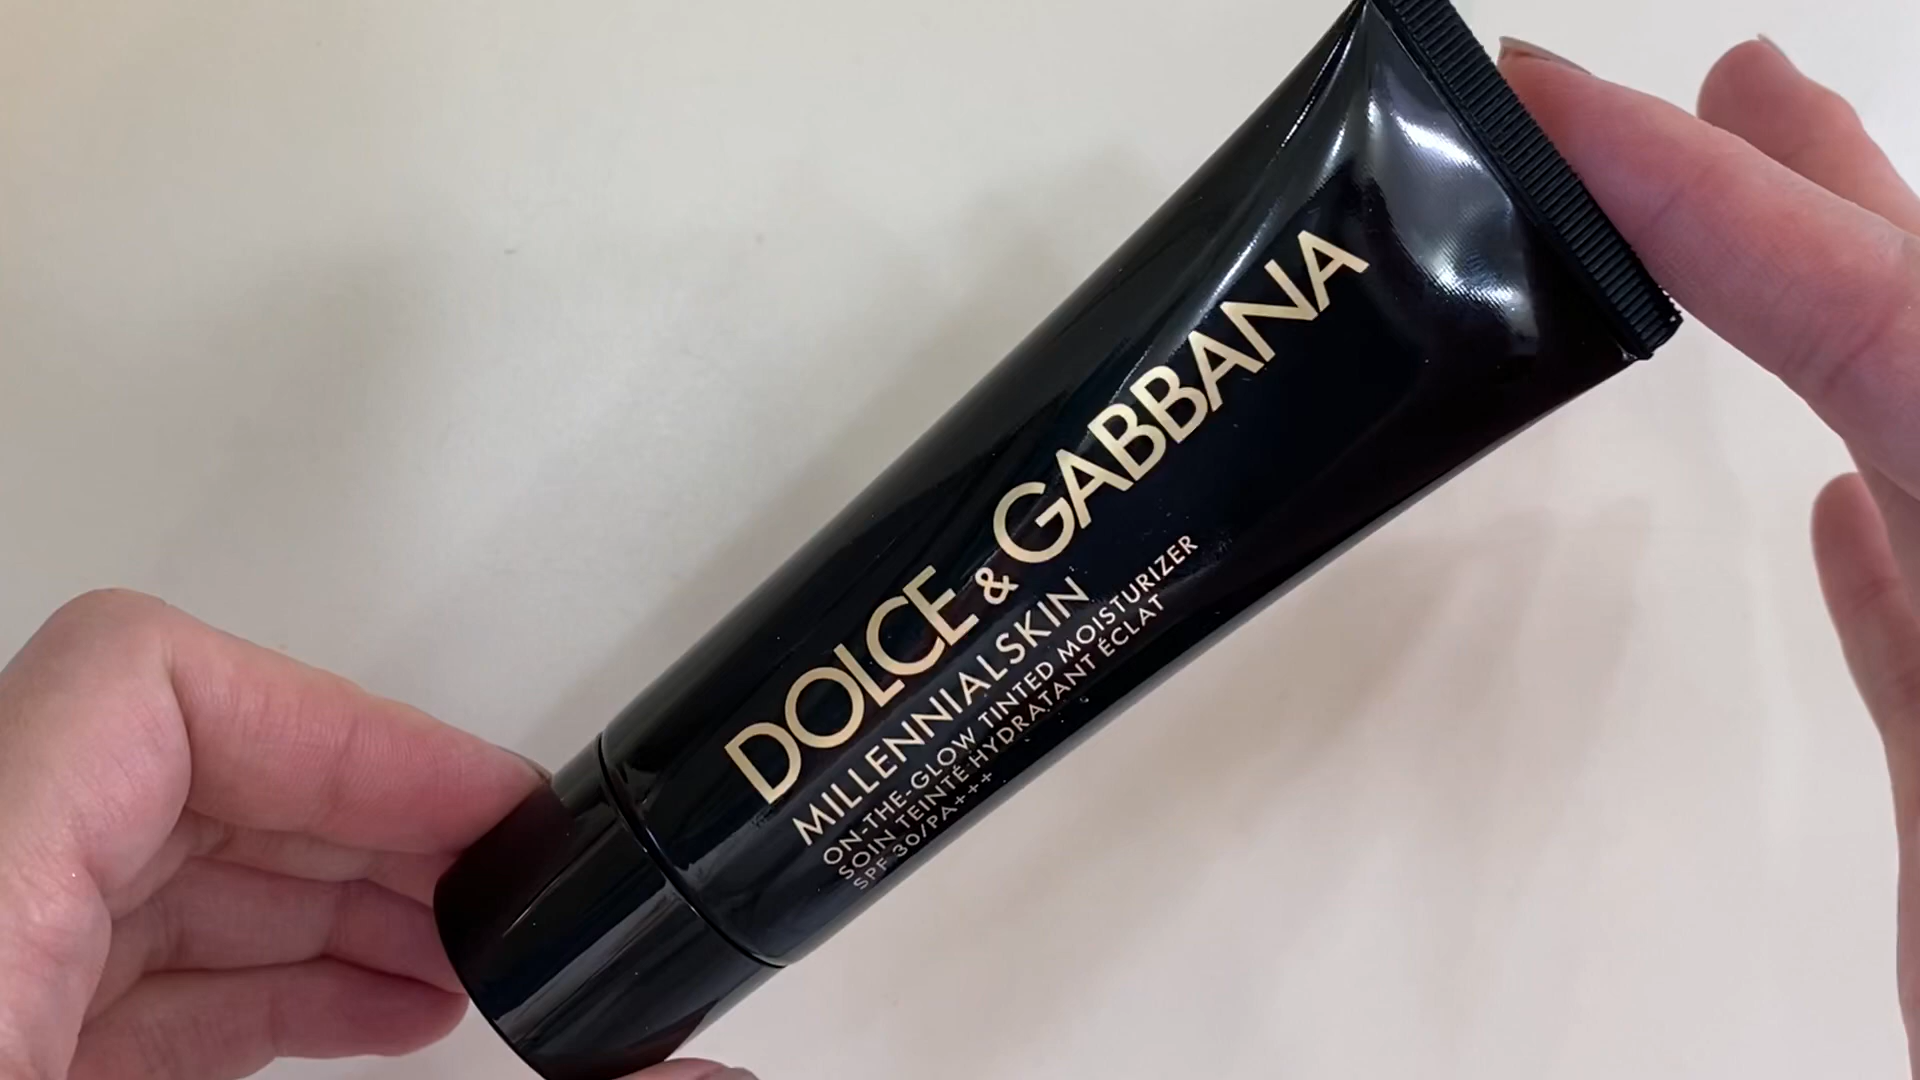 DOLCE & GABBANA
MILLENNIALSKIN
ON-THE-GLOW TINTED MOISTURIZER
SOIN TEINTÉ HYDRATANT ÉCLAT
SPF 30/PA+++